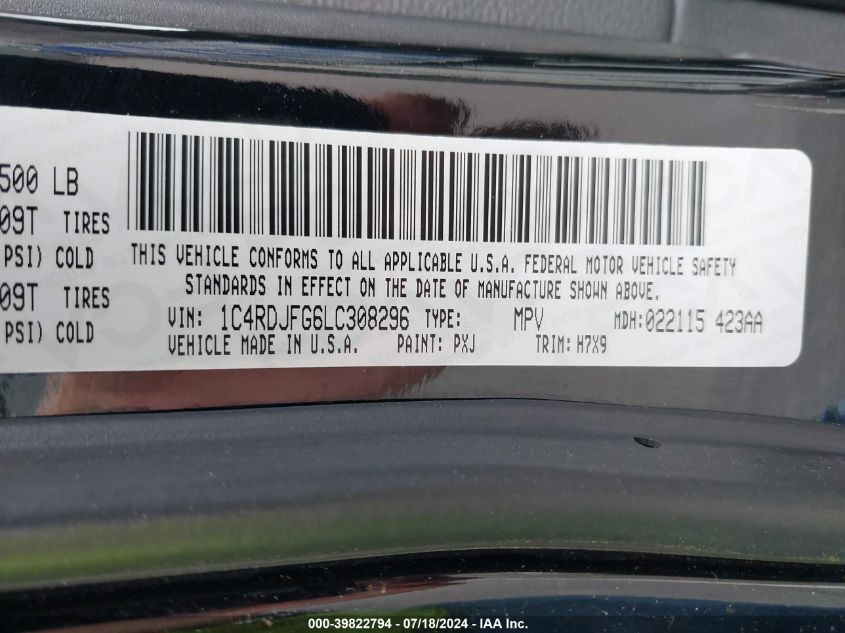 500 LB
09T TIRES
PSI) COLD
09T TIRES
PSI) COLD
THIS VEHICLE CONFORMS TO ALL APPLICABLE U.S.A. FEDERAL MOTOR VEHICLE SAFETY
STANDARDS IN EFFECT ON THE DATE OF MANUFACTURE SHOWN ABOVE.
VIN: 1C4RDJFG6LC308296 TYPE: MPV MDH: 022115 423AA
VEHICLE MADE IN U.S.A. PAINT: PXJ TRIM: H7X9
000-39822794 - 07/18/2024 - IAA Inc.